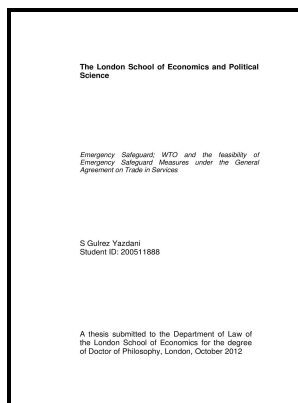 The London School of Economics and Political
Science
Emergency Safeguard; WTO and the feasibility of
Emergency Safeguard Measures under the General
Agreement on Trade in Services
S Gulrez Yazdani
Student ID: 200511888
A thesis submitted to the Department of Law of
the London School of Economics for the degree
of Doctor of Philosophy, London, October 2012